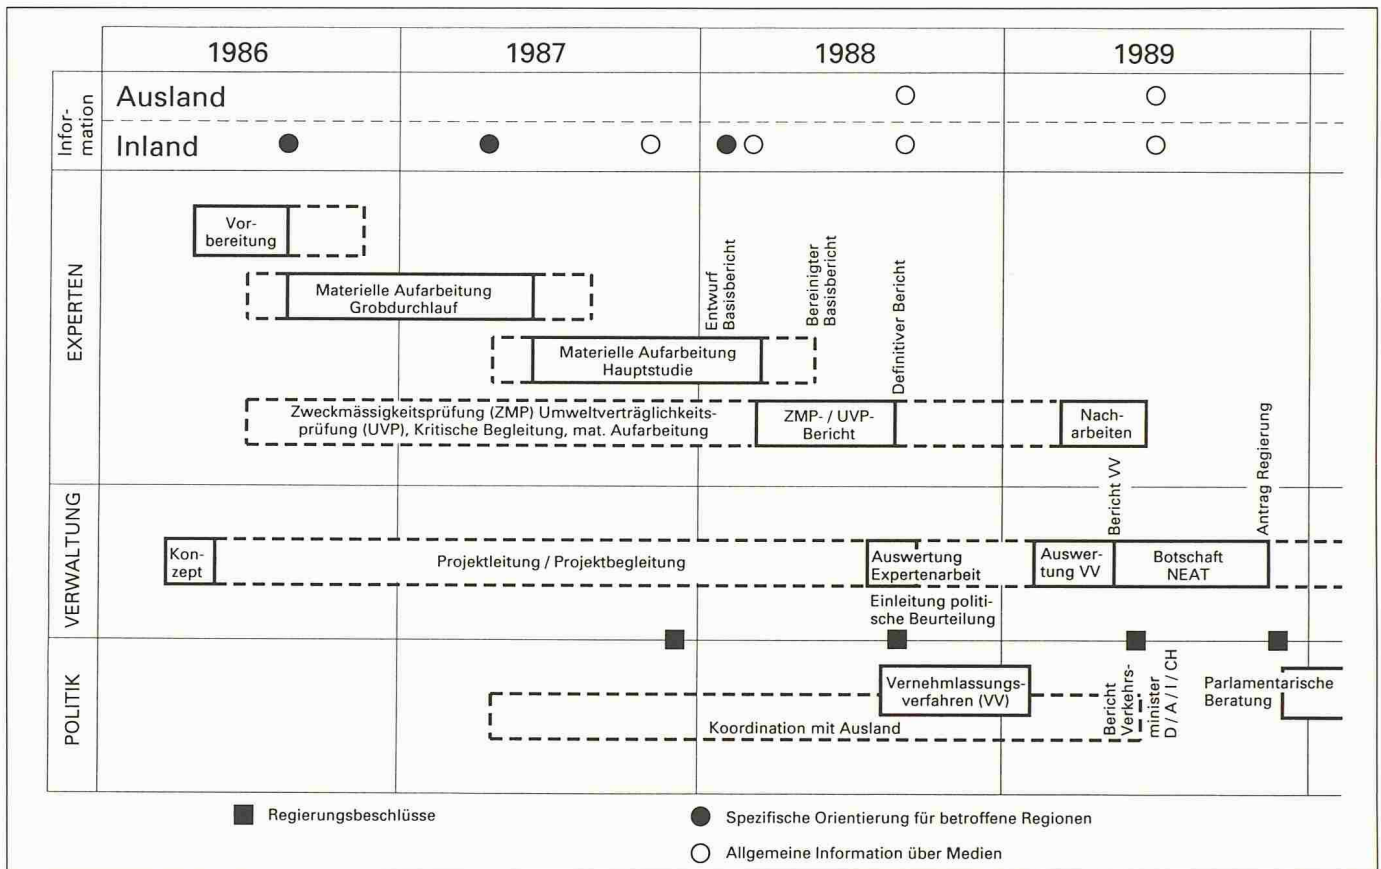 1986
1987
1988
1989
Infor-
mation
Ausland
Inland
EXPERTEN
Vor-
bereitung
Materielle Aufarbeitung
Grobdurchlauf
Materielle Aufarbeitung
Hauptstudie
Entwurf
Basisbericht
Bereinigter
Basisbericht
Definitiver Bericht
Zweckmässigkeitsprüfung (ZMP) Umweltverträglichkeits-
prüfung (UVP), Kritische Begleitung, mat. Aufarbeitung
ZMP- / UVP-
Bericht
Nach-
arbeiten
Bericht VV
Antrag Regierung
VERWALTUNG
Kon-
zept
Projektleitung / Projektbegleitung
Auswertung
Expertenarbeit
Einleitung politi-
sche Beurteilung
Auswer-
tung VV
Botschaft
NEAT
POLITIK
Vernehmlassungs-
verfahren (VV)
Koordination mit Ausland
Bericht
Verkehrs-
minister
D / A / I / CH
Parlamentarische
Beratung
Regierungsbeschlüsse
Spezifische Orientierung für betroffene Regionen
Allgemeine Information über Medien